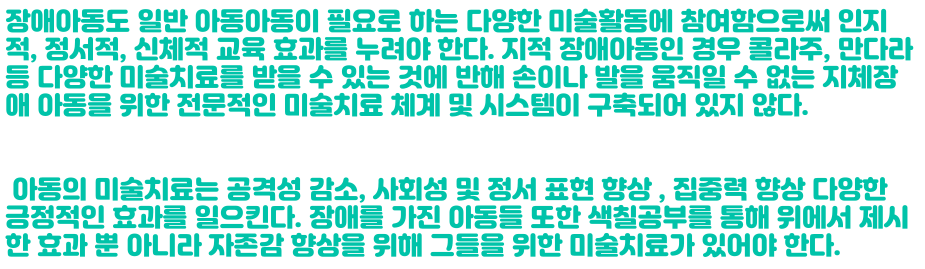 장애아동도 일반 아동아동이 필요로 하는 다양한 미술활동에 참여함으로써 인지
적, 정서적, 신체적 교육 효과를 누려야 한다. 지적 장애아동인 경우 콜라주, 만다라
등 다양한 미술치료를 받을 수 있는 것에 반해 손이나 발을 움직일 수 없는 지체장
애 아동을 위한 전문적인 미술치료 체계 및 시스템이 구축되어 있지 않다.
아동의 미술치료는 공격성 감소, 사회성 및 정서 표현 향상 , 집중력 향상 다양한
긍정적인 효과를 일으킨다. 장애를 가진 아동들 또한 색칠공부를 통해 위에서 제시
한 효과 뿐 아니라 자존감 향상을 위해 그들을 위한 미술치료가 있어야 한다.